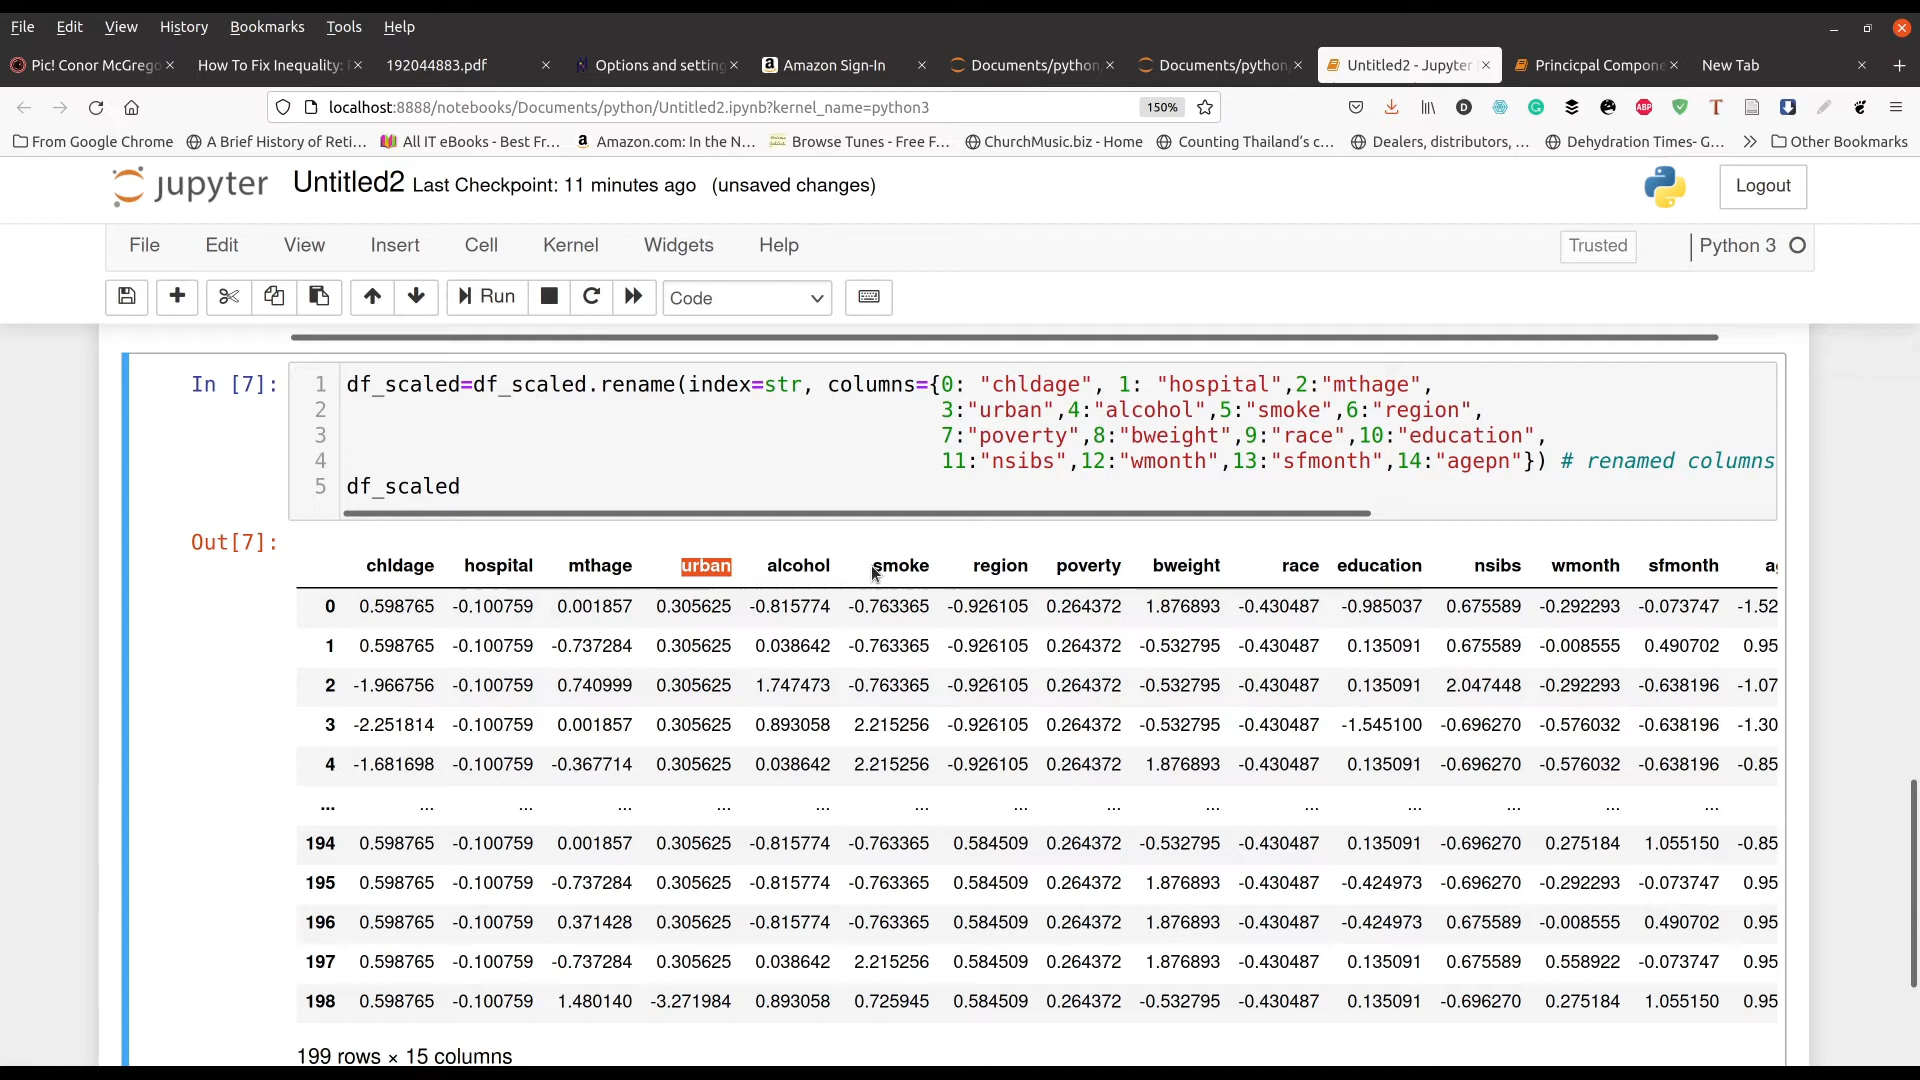 File Edit View History Bookmarks Tools Help
Pic! Conor McGrego How To Fix Inequality: 192044883.pdf Options and setting Amazon Sign-In Documents/python Documents/python Untitled2 - Jupyter Princicpal Compone New Tab
localhost:8888/notebooks/Documents/python/Untitled2.ipynb?kernel_name=python3 150%
From Google Chrome A Brief History of Reti... All IT eBooks - Best Fr... Amazon.com: In the N... Browse Tunes - Free F... ChurchMusic.biz - Home Counting Thailand's c... Dealers, distributors, ... Dehydration Times- G... Other Bookmarks
jupyter Untitled2 Last Checkpoint: 11 minutes ago (unsaved changes) Logout
File Edit View Insert Cell Kernel Widgets Help Trusted Python 3
Run Code
In [7]: 1 df_scaled=df_scaled.rename(index=str, columns={0: "chldage", 1: "hospital",2:"mthage",
2 3:"urban",4:"alcohol",5:"smoke",6:"region",
3 7:"poverty",8:"bweight",9:"race",10:"education",
4 11:"nsibs",12:"wmonth",13:"sfmonth",14:"agepn"}) # renamed columns
5 df_scaled
Out[7]:
chldage hospital mthage urban alcohol smoke region poverty bweight race education nsibs wmonth sfmonth a
0 0.598765 -0.100759 0.001857 0.305625 -0.815774 -0.763365 -0.926105 0.264372 1.876893 -0.430487 -0.985037 0.675589 -0.292293 -0.073747 -1.52
1 0.598765 -0.100759 -0.737284 0.305625 0.038642 -0.763365 -0.926105 0.264372 -0.532795 -0.430487 0.135091 0.675589 -0.008555 0.490702 0.95
2 -1.966756 -0.100759 0.740999 0.305625 1.747473 -0.763365 -0.926105 0.264372 -0.532795 -0.430487 0.135091 2.047448 -0.292293 -0.638196 -1.07
3 -2.251814 -0.100759 0.001857 0.305625 0.893058 2.215256 -0.926105 0.264372 -0.532795 -0.430487 -1.545100 -0.696270 -0.576032 -0.638196 -1.30
4 -1.681698 -0.100759 -0.367714 0.305625 0.038642 2.215256 -0.926105 0.264372 1.876893 -0.430487 0.135091 -0.696270 -0.576032 -0.638196 -0.85
... ... ... ... ... ... ... ... ... ... ... ... ... ... ...
194 0.598765 -0.100759 0.001857 0.305625 -0.815774 -0.763365 0.584509 0.264372 -0.532795 -0.430487 0.135091 -0.696270 0.275184 1.055150 -0.85
195 0.598765 -0.100759 -0.737284 0.305625 -0.815774 -0.763365 0.584509 0.264372 1.876893 -0.430487 -0.424973 -0.696270 -0.292293 -0.073747 0.95
196 0.598765 -0.100759 0.371428 0.305625 -0.815774 -0.763365 0.584509 0.264372 1.876893 -0.430487 -0.424973 0.675589 -0.008555 0.490702 0.95
197 0.598765 -0.100759 -0.737284 0.305625 0.038642 2.215256 0.584509 0.264372 1.876893 -0.430487 0.135091 0.675589 0.558922 -0.073747 0.95
198 0.598765 -0.100759 1.480140 -3.271984 0.893058 0.725945 0.584509 0.264372 -0.532795 -0.430487 0.135091 -0.696270 0.275184 1.055150 0.95
199 rows × 15 columns